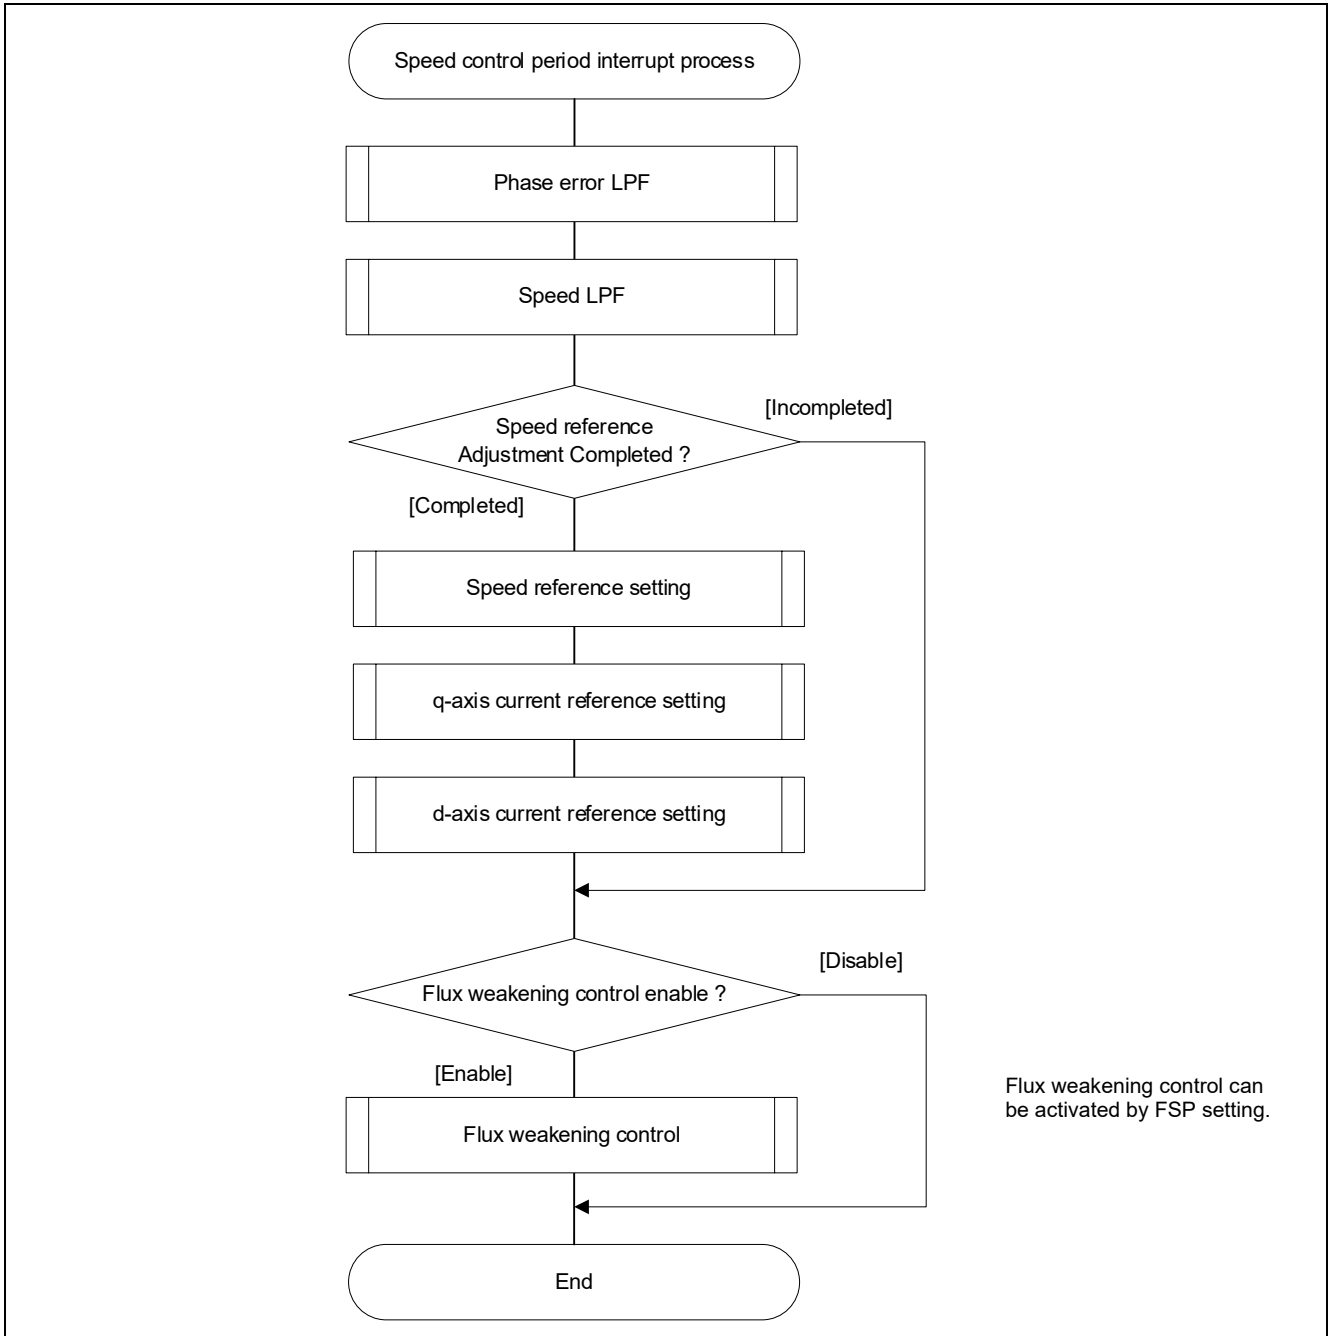 Speed control period interrupt process
Phase error LPF
Speed LPF
[Incompleted]
Speed reference
Adjustment Completed ?
[Completed]
Speed reference setting
q-axis current reference setting
d-axis current reference setting
[Disable]
Flux weakening control enable ?
[Enable]
Flux weakening control can
be activated by FSP setting.
Flux weakening control
End